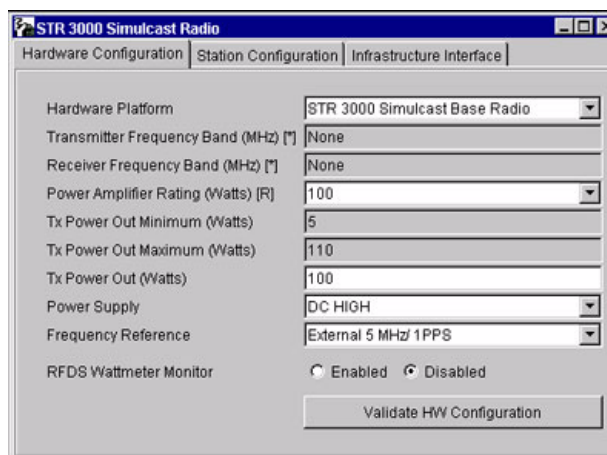 STR 3000 Simulcast Radio
Hardware Configuration Station Configuration Infrastructure Interface
Hardware Platform STR 3000 Simulcast Base Radio
Transmitter Frequency Band (MHz) [*] None
Receiver Frequency Band (MHz) [*] None
Power Amplifier Rating (Watts) [R] 100
Tx Power Out Minimum (Watts) 5
Tx Power Out Maximum (Watts) 110
Tx Power Out (Watts) 100
Power Supply DC HIGH
Frequency Reference External 5 MHz/ 1PPS
RFDS Wattmeter Monitor Enabled Disabled
Validate HW Configuration